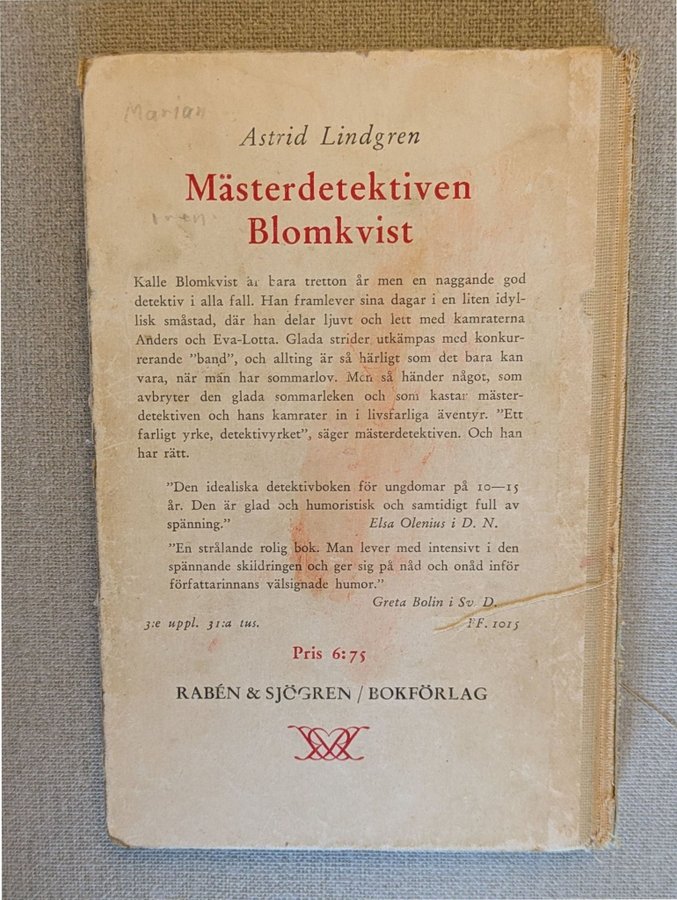 Marian
Astrid Lindgren
Mästerdetektiven
Blomkvist
Kalle Blomkvist är bara tretton år men en naggande god
detektiv i alla fall. Han framlever sina dagar i en liten idyl-
lisk småstad, där han delar ljuvt och lett med kamraterna
Anders och Eva-Lotta. Glada strider utkämpas med konkur-
rerande ”band”, och allting är så härligt som det bara kan
vara, när man har sommarlov. Men så händer något, som
avbryter den glada sommarleken och som kastar mäster-
detektiven och hans kamrater in i livsfarliga äventyr. ”Ett
farligt yrke, detektivyrket”, säger mästerdetektiven. Och han
har rätt.
”Den idealiska detektivboken för ungdomar på 10—15
år. Den är glad och humoristisk och samtidigt full av
spänning.” Elsa Olenius i D. N.
”En strålande rolig bok. Man lever med intensivt i den
spännande skildringen och ger sig på nåd och onåd inför
författarinnans välsignade humor.”
Greta Bolin i Sv. D.
3:e uppl. 31:a tus. PF. 1015
Pris 6:75
RABÉN & SJÖGREN / BOKFÖRLAG